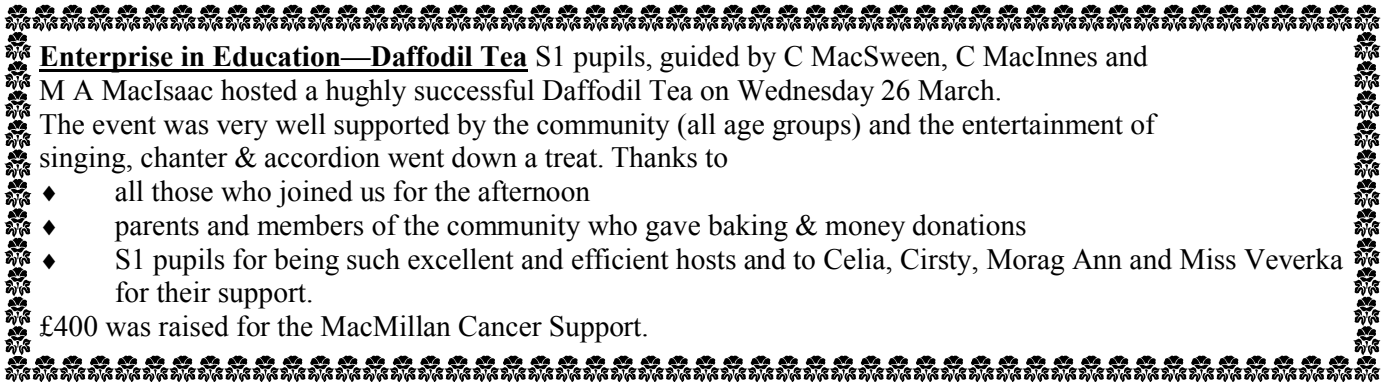 Enterprise in Education—Daffodil Tea S1 pupils, guided by C MacSween, C MacInnes and
M A MacIsaac hosted a hughly successful Daffodil Tea on Wednesday 26 March.
The event was very well supported by the community (all age groups) and the entertainment of
singing, chanter & accordion went down a treat. Thanks to
♦ all those who joined us for the afternoon
♦ parents and members of the community who gave baking & money donations
♦ S1 pupils for being such excellent and efficient hosts and to Celia, Cirsty, Morag Ann and Miss Veverka
for their support.
£400 was raised for the MacMillan Cancer Support.